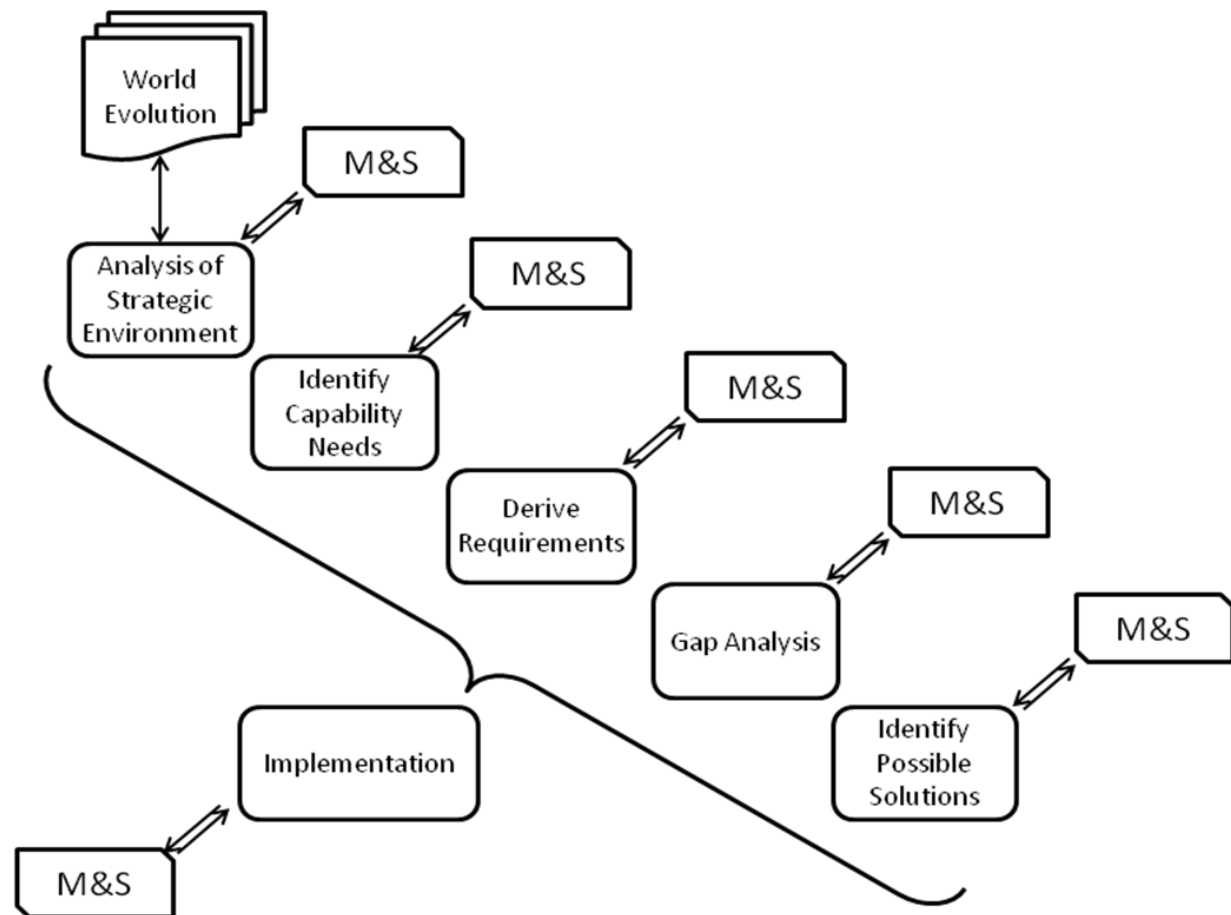 World
Evolution
M&S
Analysis of
Strategic
Environment
M&S
Identify
Capability
Needs
M&S
Derive
Requirements
M&S
Gap Analysis
M&S
Identify
Possible
Solutions
Implementation
M&S